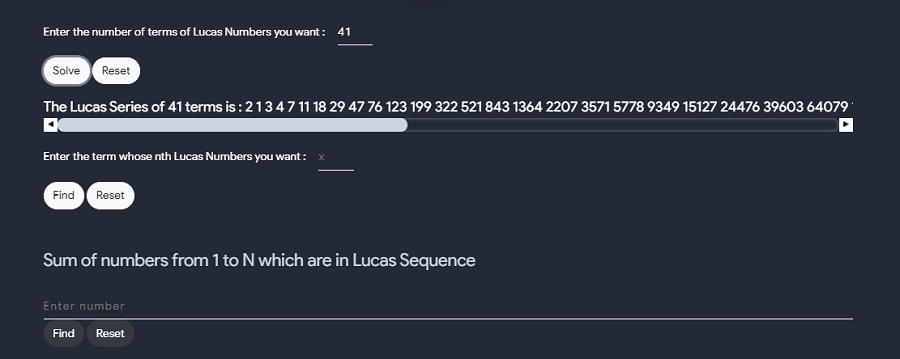 Enter the number of terms of Lucas Numbers you want : 41
Solve Reset
The Lucas Series of 41 terms is : 2 1 3 4 7 11 18 29 47 76 123 199 322 521 843 1364 2207 3571 5778 9349 15127 24476 39603 64079
Enter the term whose nth Lucas Numbers you want : x
Find Reset
Sum of numbers from 1 to N which are in Lucas Sequence
Enter number
Find Reset